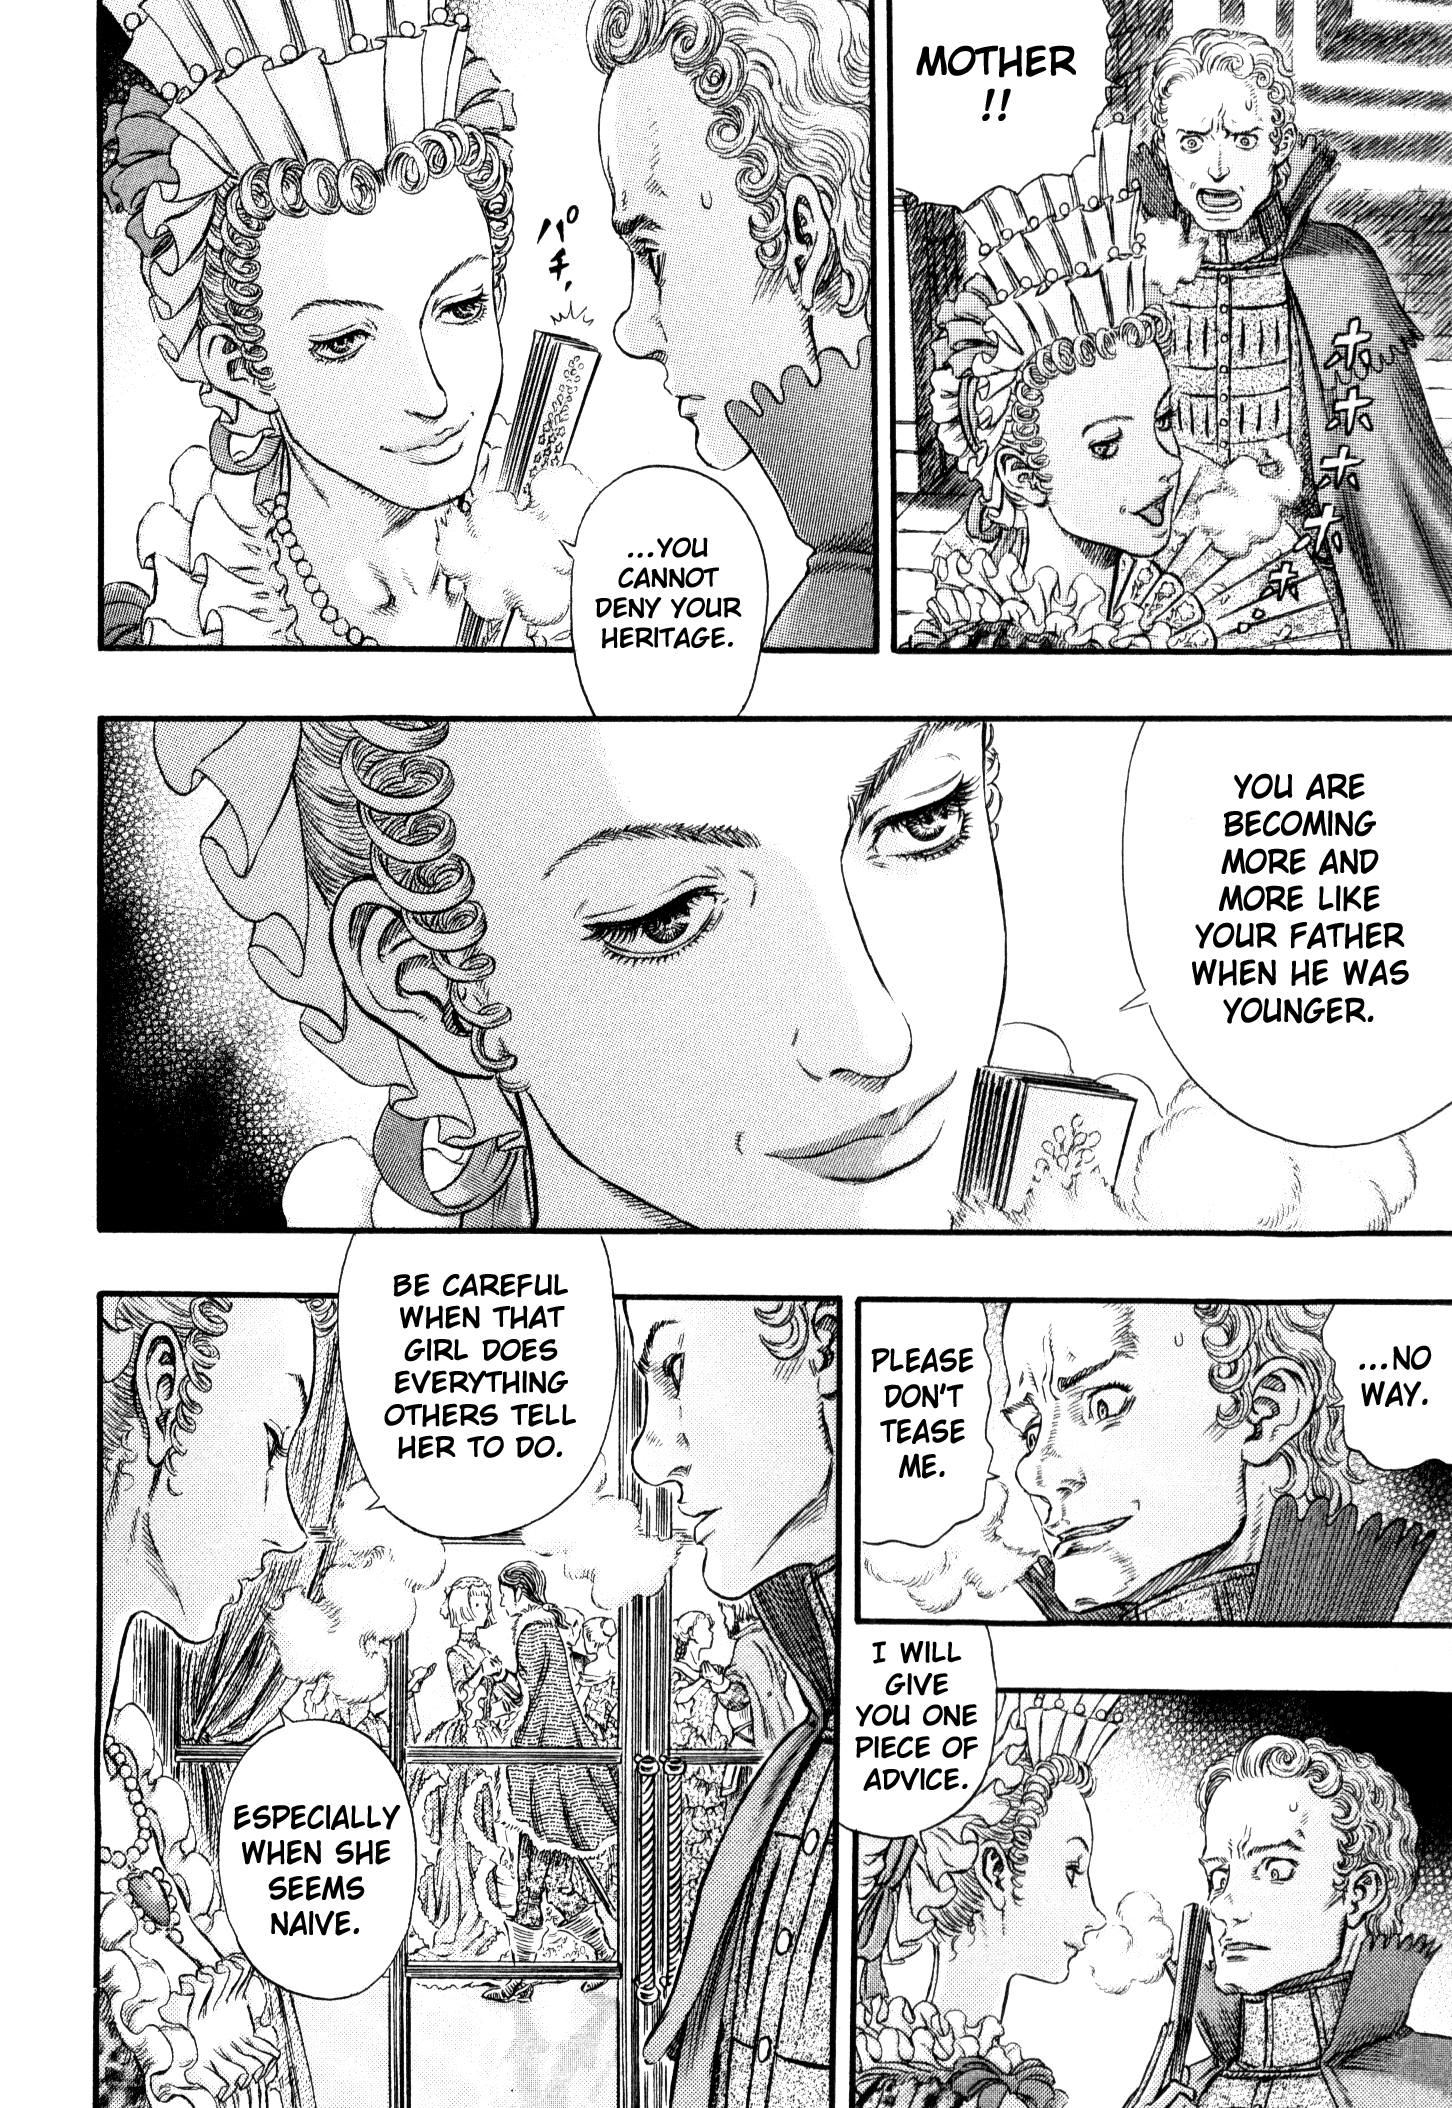 MOTHER
!!
ホ
ホ
ホ
ホ
ホ
ホ
パ
チ
...YOU
CANNOT
DENY YOUR
HERITAGE.
YOU ARE
BECOMING
MORE AND
MORE LIKE
YOUR FATHER
WHEN HE WAS
YOUNGER.
...NO
WAY.
PLEASE
DON'T
TEASE
ME.
I WILL
GIVE
YOU ONE
PIECE OF
ADVICE.
BE CAREFUL
WHEN THAT
GIRL DOES
EVERYTHING
OTHERS TELL
HER TO DO.
ESPECIALLY
WHEN SHE
SEEMS
NAIVE.